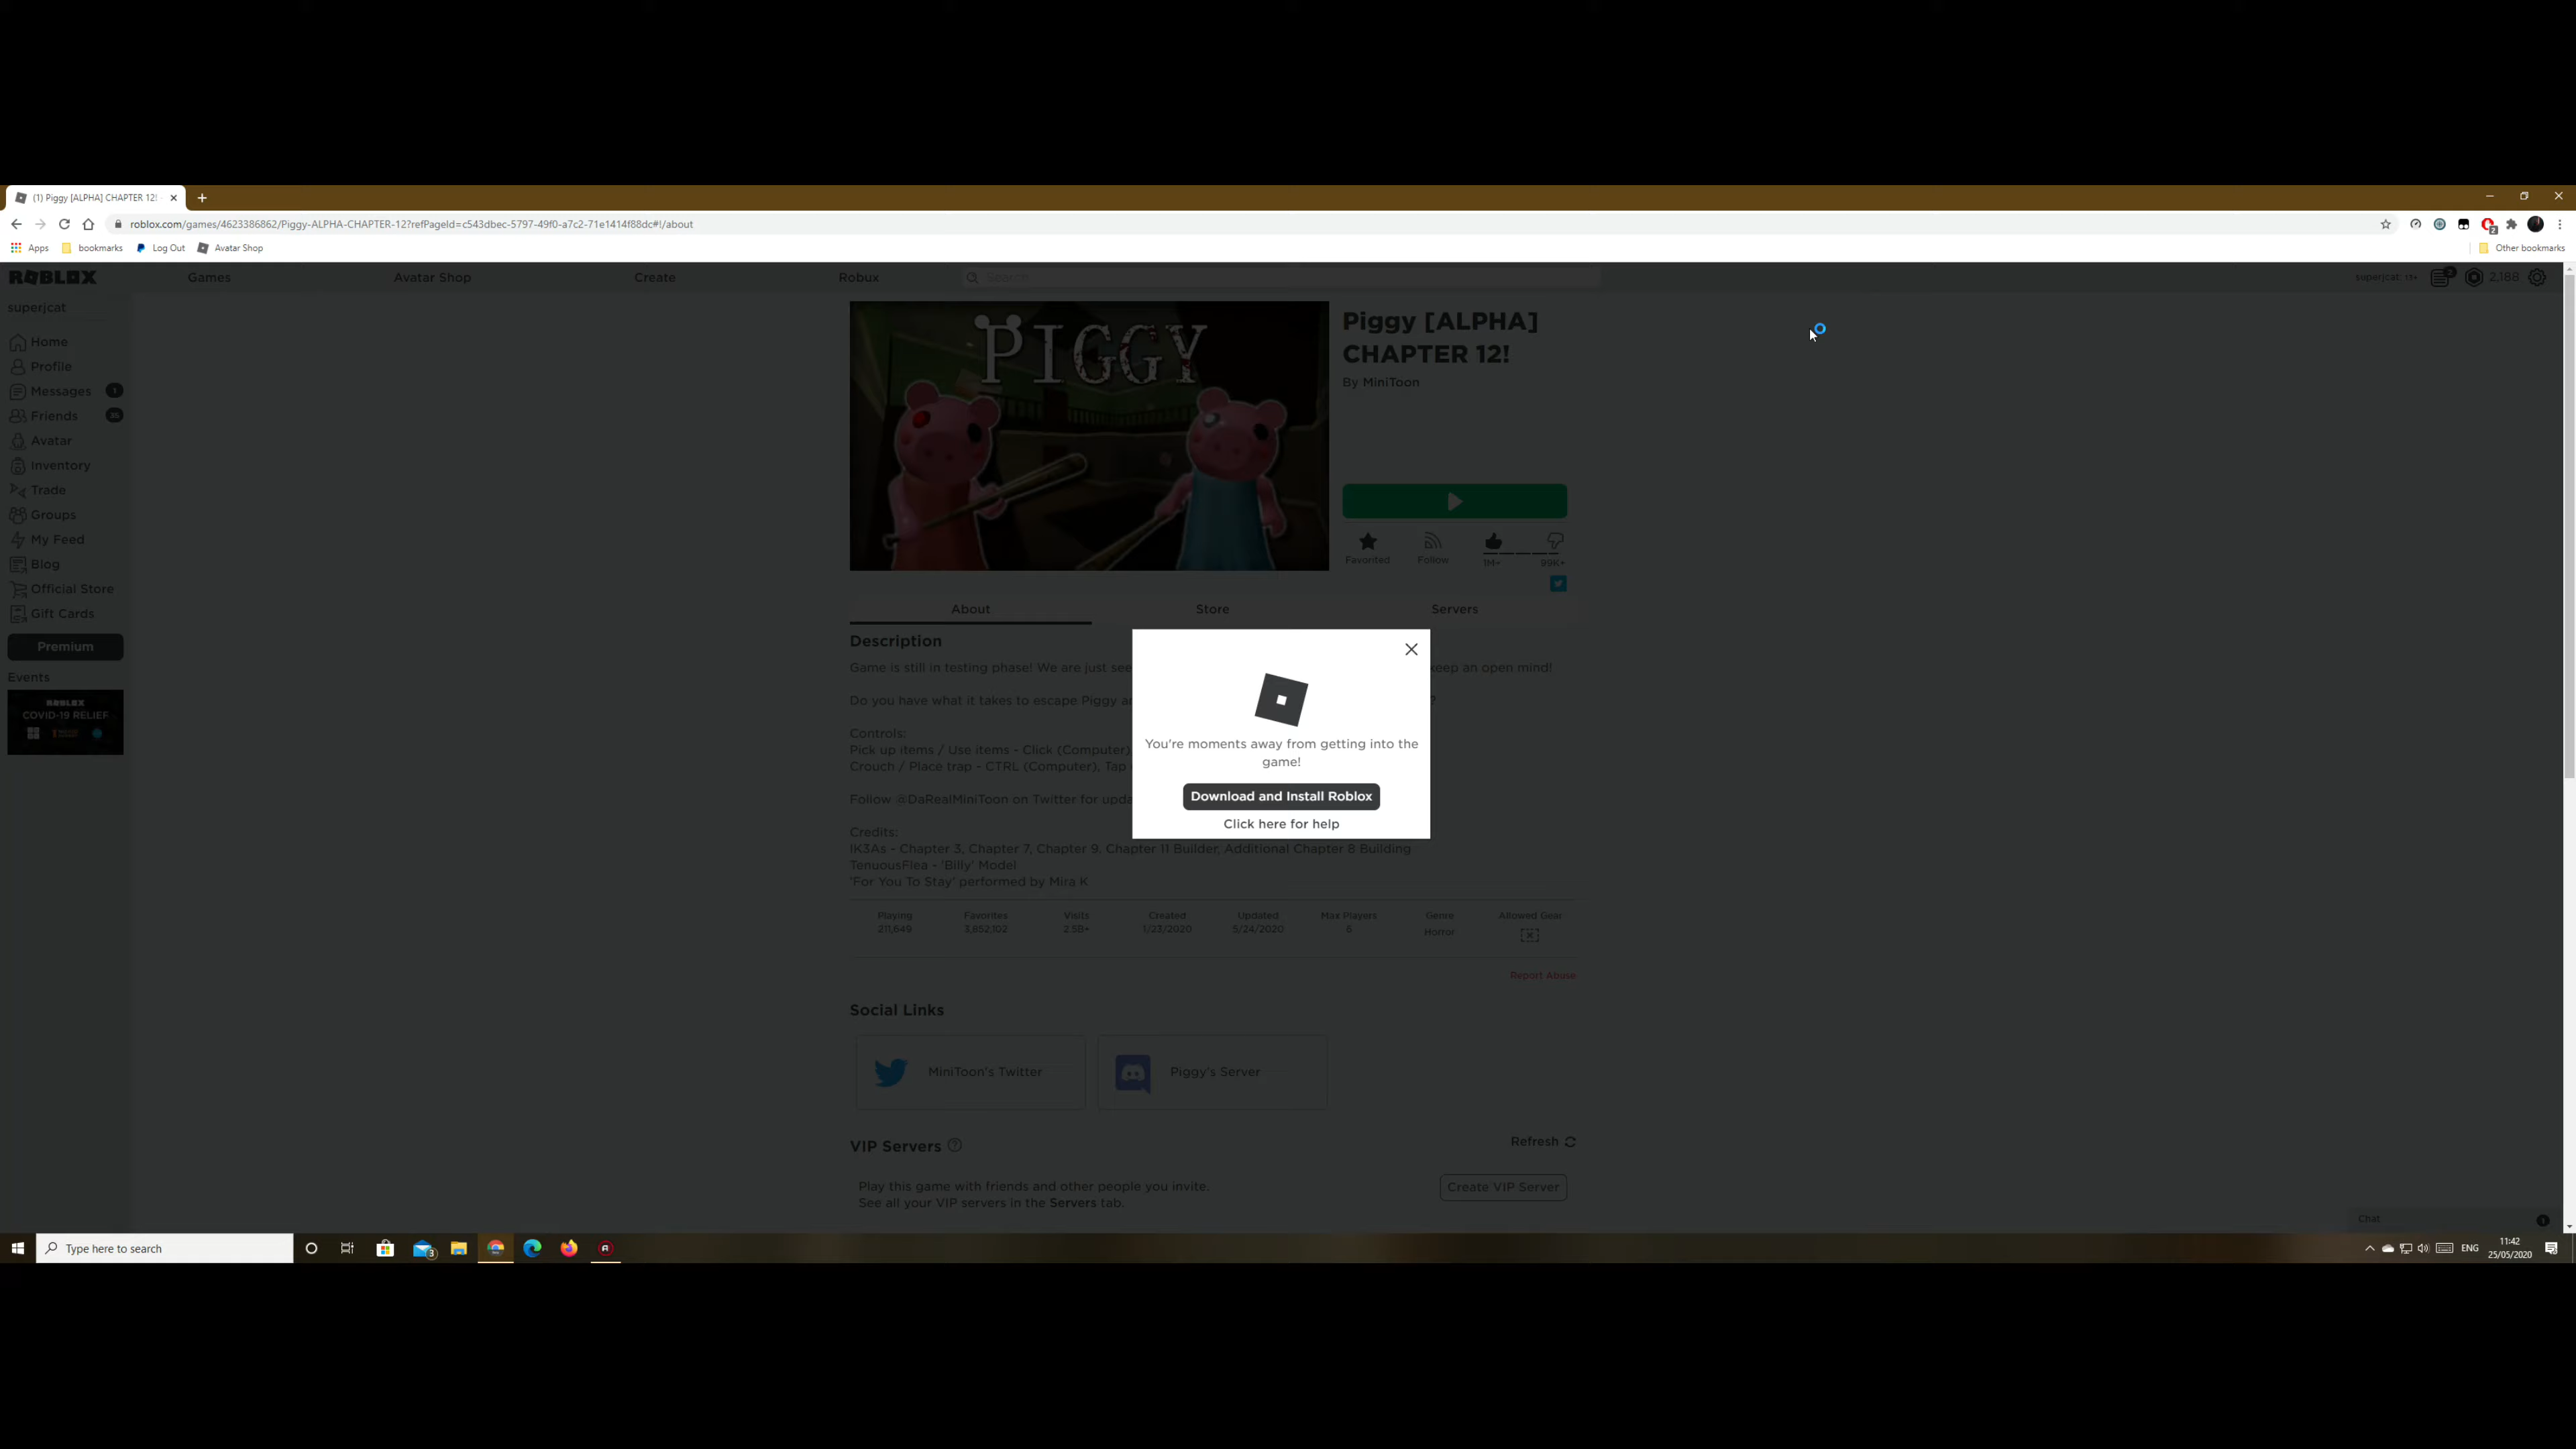 (1) Piggy [ALPHA] CHAPTER 12!
roblox.com/games/4623386862/Piggy-ALPHA-CHAPTER-12?refPageId=c543dbec-5797-49f0-a7c2-71e1414f88dc#!/about
Apps
bookmarks
Log Out
Avatar Shop
Other bookmarks
ROBLOX
Games
Avatar Shop
Create
Robux
Search
superjcat: 13+
2,188
superjcat
Home
Profile
Messages 1
Friends
Avatar
Inventory
Trade
Groups
My Feed
Blog
Official Store
Gift Cards
Premium
Events
ROBLOX
COVID-19 RELIEF
PIGGY
Piggy [ALPHA]
CHAPTER 12!
By MiniToon
Favorited
Follow
1M+
99K+
About
Store
Servers
Description
Game is still in testing phase! We are just see
keep an open mind!
Do you have what it takes to escape Piggy an
?
Controls:
Pick up items / Use items - Click (Computer),
Crouch / Place trap - CTRL (Computer), Tap
Follow @DaRealMiniToon on Twitter for upda
Credits:
IK3As - Chapter 3, Chapter 7, Chapter 9. Chapter 11 Builder, Additional Chapter 8 Building
TenuousFlea - 'Billy' Model
'For You To Stay' performed by Mira K
You're moments away from getting into the
game!
Download and Install Roblox
Click here for help
Playing
Favorites
Visits
Created
Updated
Max Players
Genre
Allowed Gear
211,649
3,852,102
2.5B+
1/23/2020
5/24/2020
6
Horror
Report Abuse
Social Links
MiniToon's Twitter
Piggy's Server
VIP Servers
Refresh
Play this game with friends and other people you invite.
See all your VIP servers in the Servers tab.
Create VIP Server
Chat
1
Type here to search
3
ENG
11:42
25/05/2020